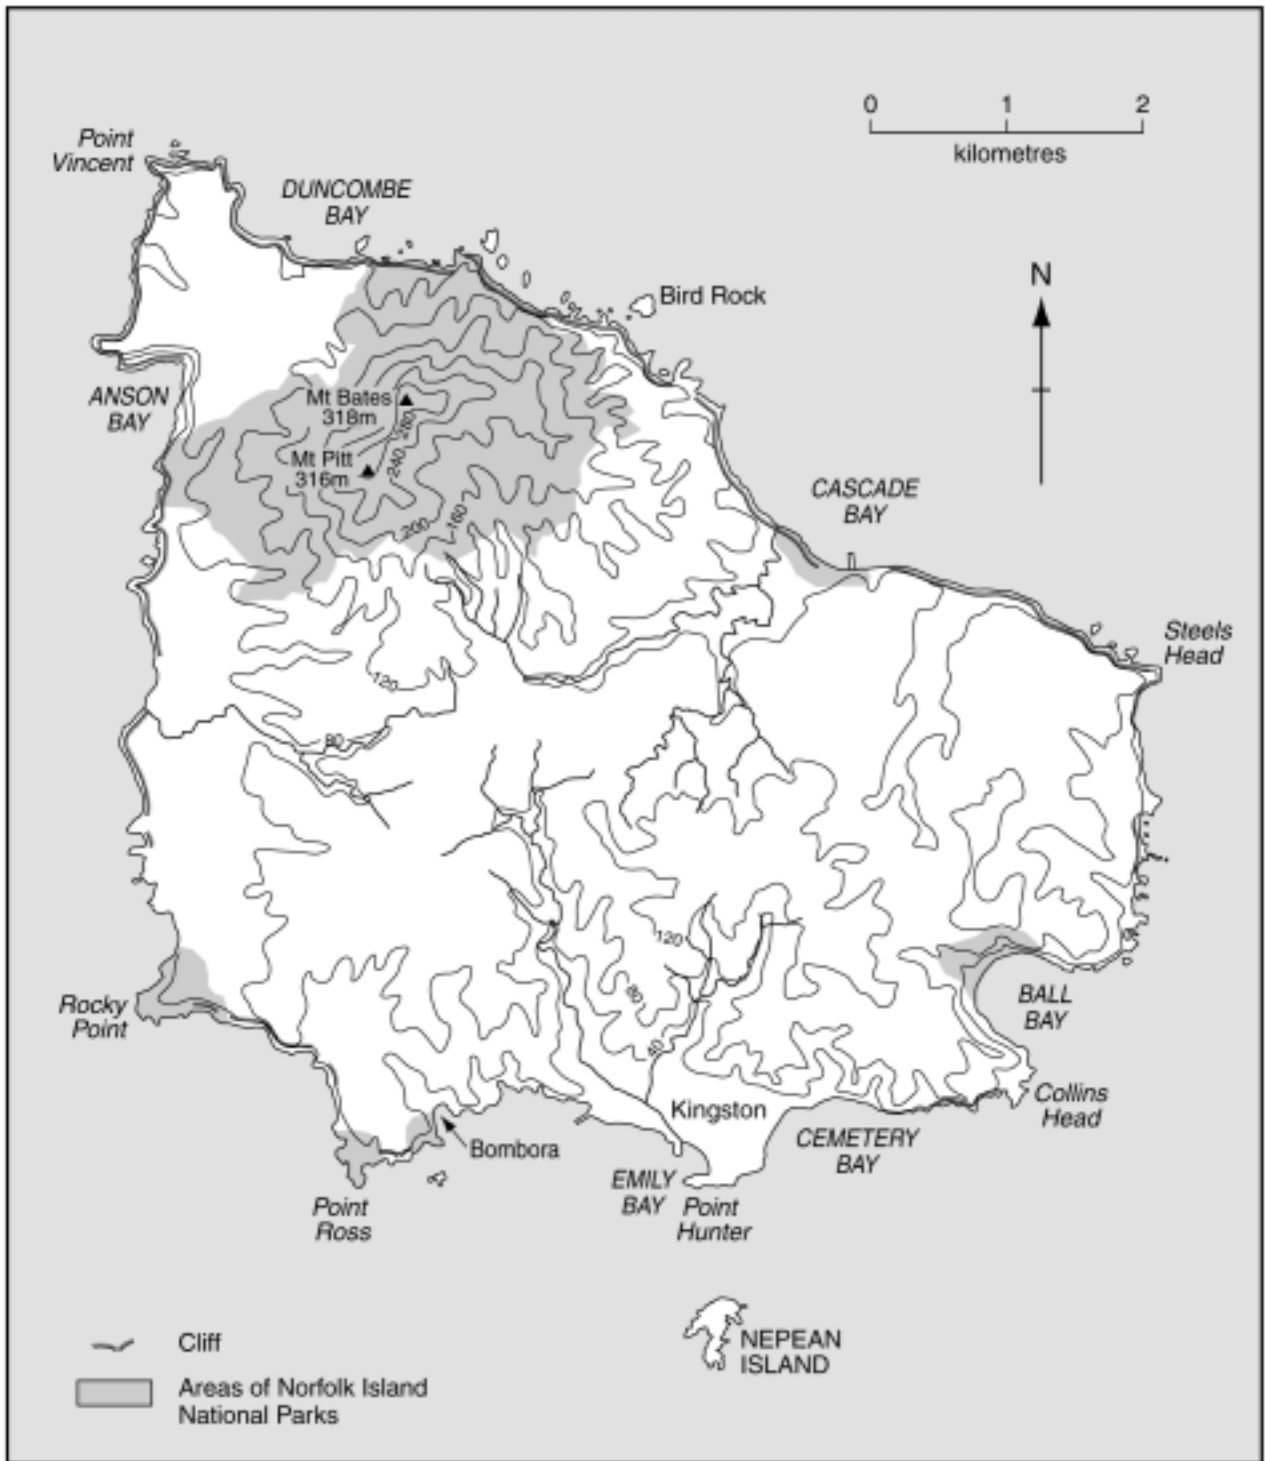 0 1 2
kilometres
Point
Vincent
DUNCOMBE
BAY
N
Bird Rock
ANSON
BAY
Mt Bates
318m
280
Mt Pitt
316m
240
CASCADE
BAY
200
160
Steels
Head
120
80
120
80
40
Rocky
Point
BALL
BAY
Kingston
Collins
Head
Bombora
CEMETERY
BAY
EMILY
BAY
Point
Hunter
Point
Ross
NEPEAN
ISLAND
Cliff
Areas of Norfolk Island
National Parks